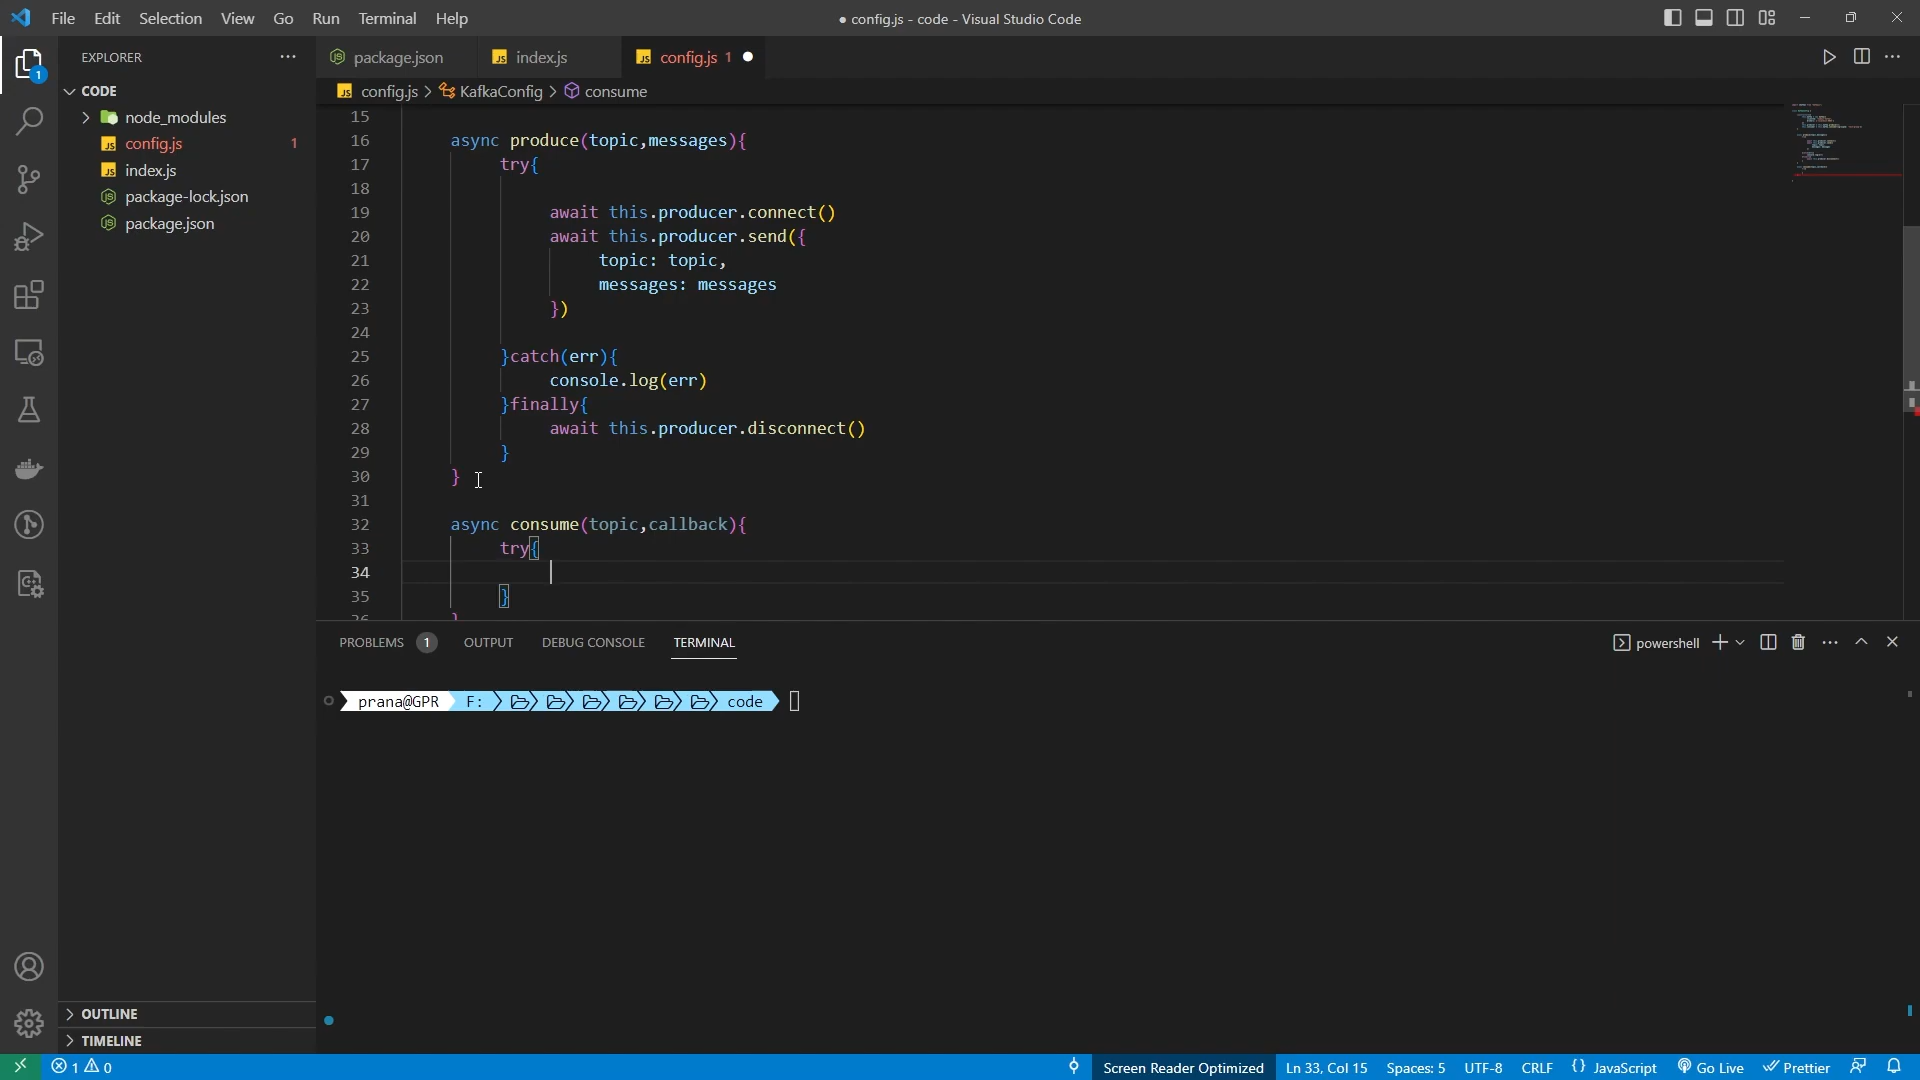 File Edit Selection View Go Run Terminal Help
● config.js - code - Visual Studio Code
EXPLORER
package.json
index.js
config.js 1
config.js > KafkaConfig > consume
1
CODE
node_modules
config.js 1
index.js
package-lock.json
package.json
15
16 async produce(topic,messages){
17 try{
18
19 await this.producer.connect()
20 await this.producer.send({
21 topic: topic,
22 messages: messages
23 })
24
25 }catch(err){
26 console.log(err)
27 }finally{
28 await this.producer.disconnect()
29 }
30 }
31
32 async consume(topic,callback){
33 try{
34
35 }
36 }
PROBLEMS 1 OUTPUT DEBUG CONSOLE TERMINAL
powershell
prana@GPR F: code
OUTLINE
TIMELINE
1 0
Screen Reader Optimized Ln 33, Col 15 Spaces: 5 UTF-8 CRLF {} JavaScript Go Live Prettier